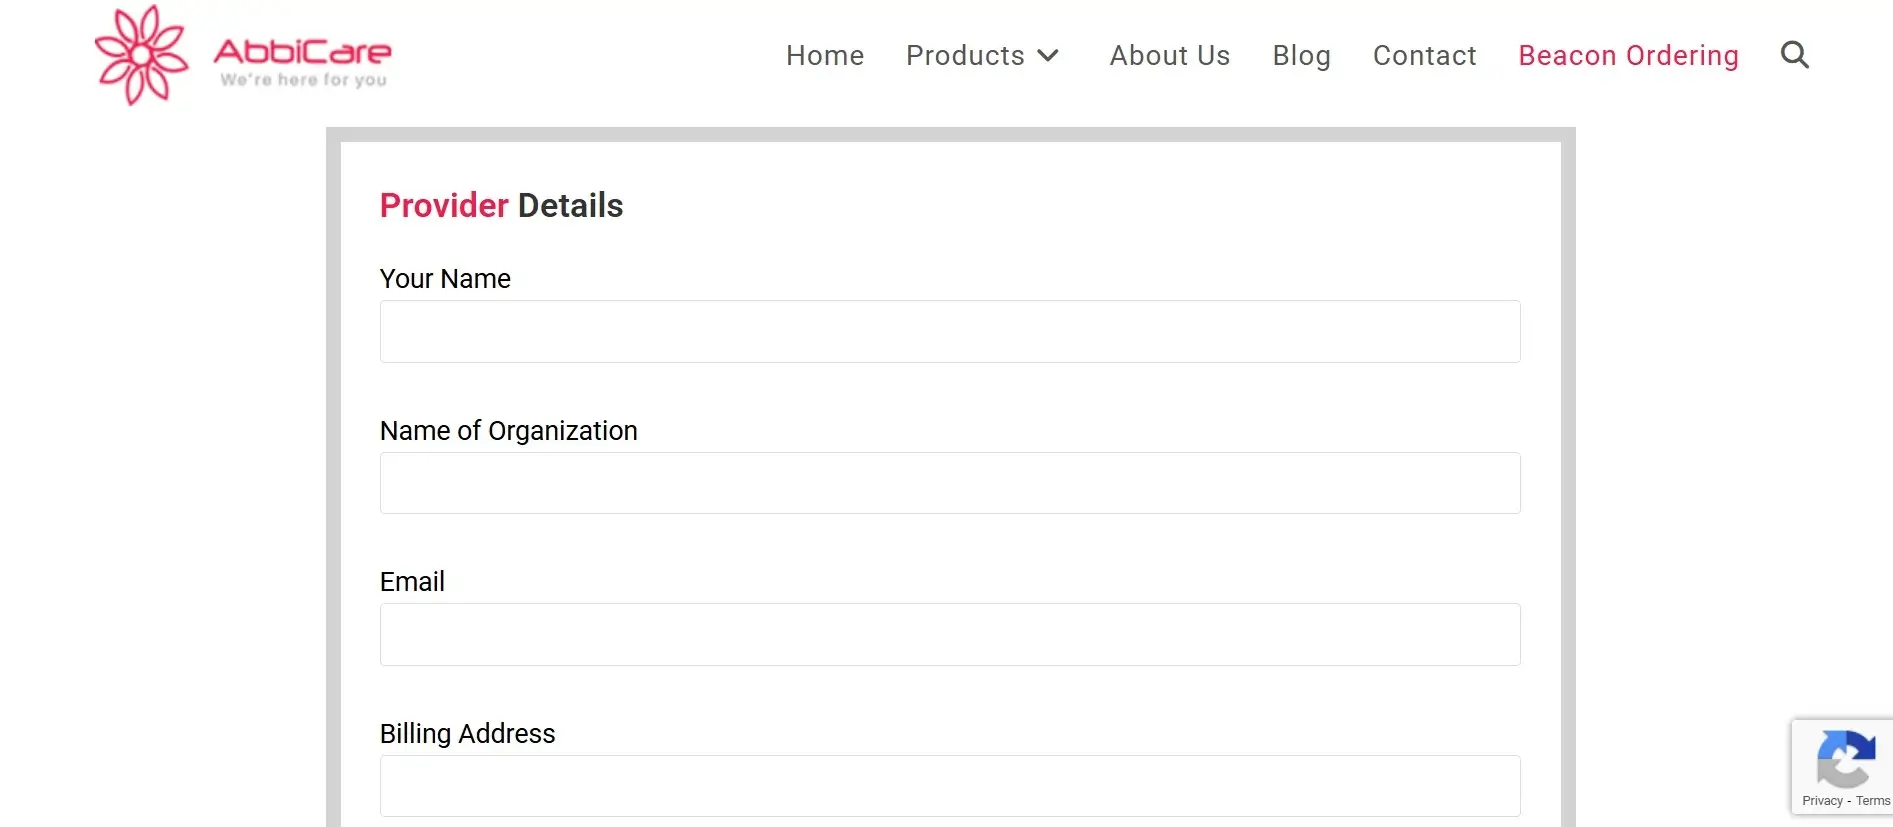 AbbiCare
We're here for you
Home Products About Us Blog Contact Beacon Ordering
Provider Details
Your Name
Name of Organization
Email
Billing Address
Privacy - Terms